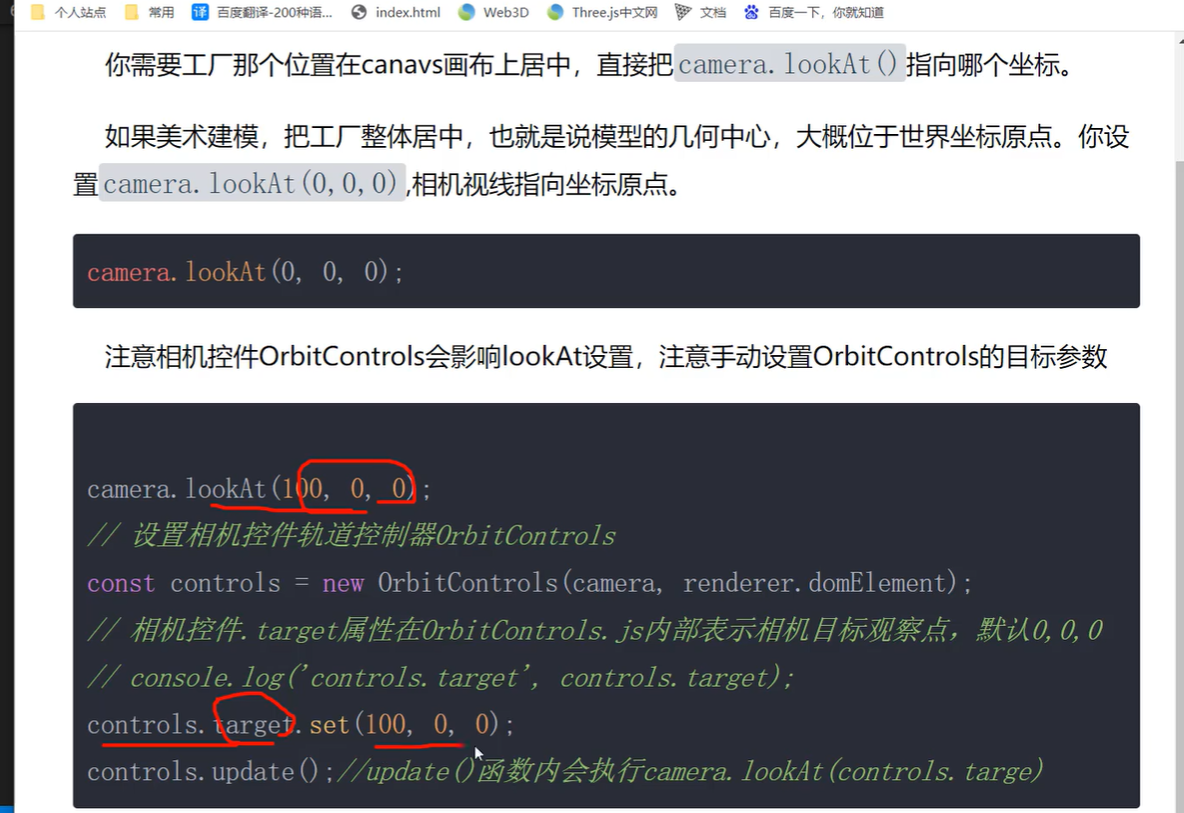 个人站点 常用 译 百度翻译-200种语... index.html Web3D Three.js中文网 文档 百度一下，你就知道
你需要工厂那个位置在canavs画布上居中，直接把camera.lookAt()指向哪个坐标。
如果美术建模，把工厂整体居中，也就是说模型的几何中心，大概位于世界坐标原点。你设
置camera.lookAt(0,0,0),相机视线指向坐标原点。
camera.lookAt(0, 0, 0);
注意相机控件OrbitControls会影响lookAt设置，注意手动设置OrbitControls的目标参数
camera.lookAt(100, 0, 0);
// 设置相机控件轨道控制器OrbitControls
const controls = new OrbitControls(camera, renderer.domElement);
// 相机控件.target属性在OrbitControls.js内部表示相机目标观察点，默认0,0,0
// console.log('controls.target', controls.target);
controls.target.set(100, 0, 0);
controls.update();//update()函数内会执行camera.lookAt(controls.targe)